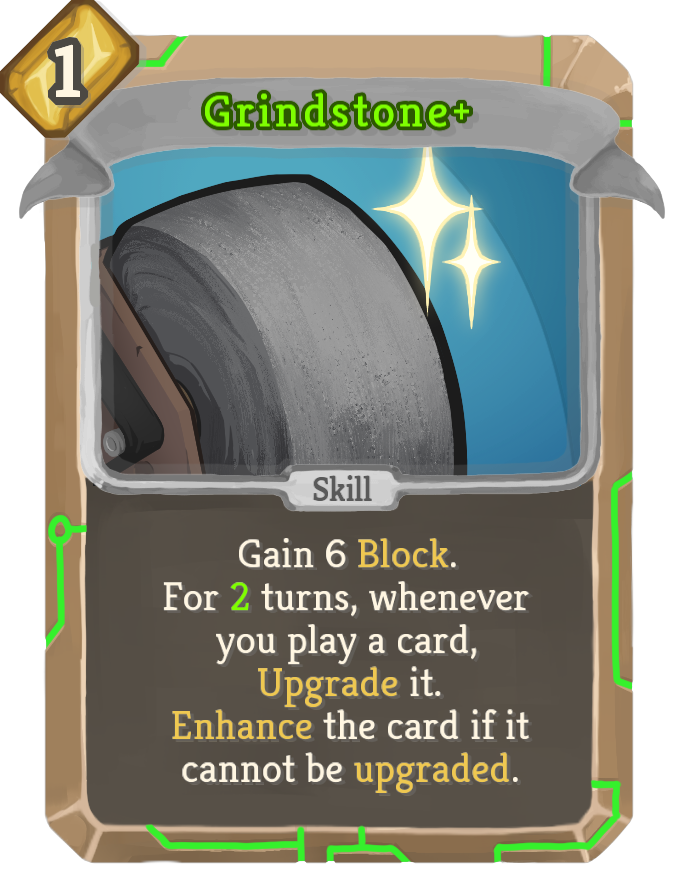 1
Grindstone+
Skill
Gain 6 Block.
For 2 turns, whenever
you play a card,
Upgrade it.
Enhance the card if it
cannot be upgraded.